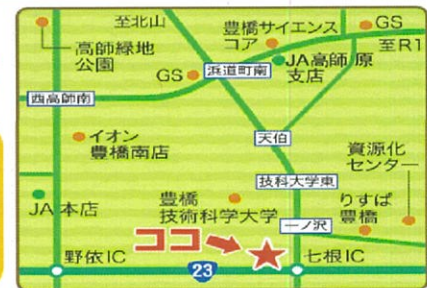 至北山
豊橋サイエンス
コア
GS
至R1
高師緑地
公園
GS
浜道町南
JA高師原
支店
西高師南
イオン
豊橋南店
天伯
資源化
センター
技科大学東
JA本店
豊橋
技術科学大学
りすぱ
豊橋
一ノ沢
ココ
野依IC
23
七根IC